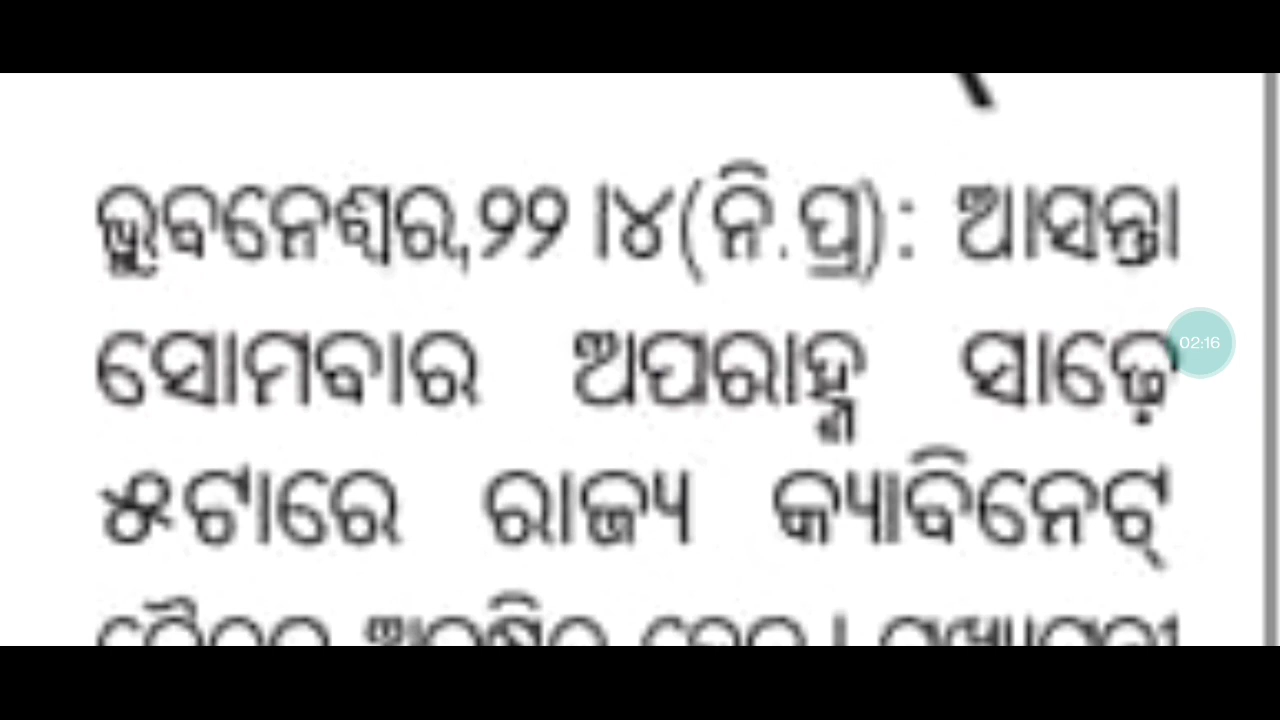 ଭୁବନେଶ୍ୱର,୨୨ ।୪(ନି.ପ୍ର): ଆସନ୍ତା
ସୋମବାର ଅପରାହ୍ଣ ସାଢ଼େ
02:16
୫ଟାରେ ରାଜ୍ୟ କ୍ୟାବିନେଟ୍